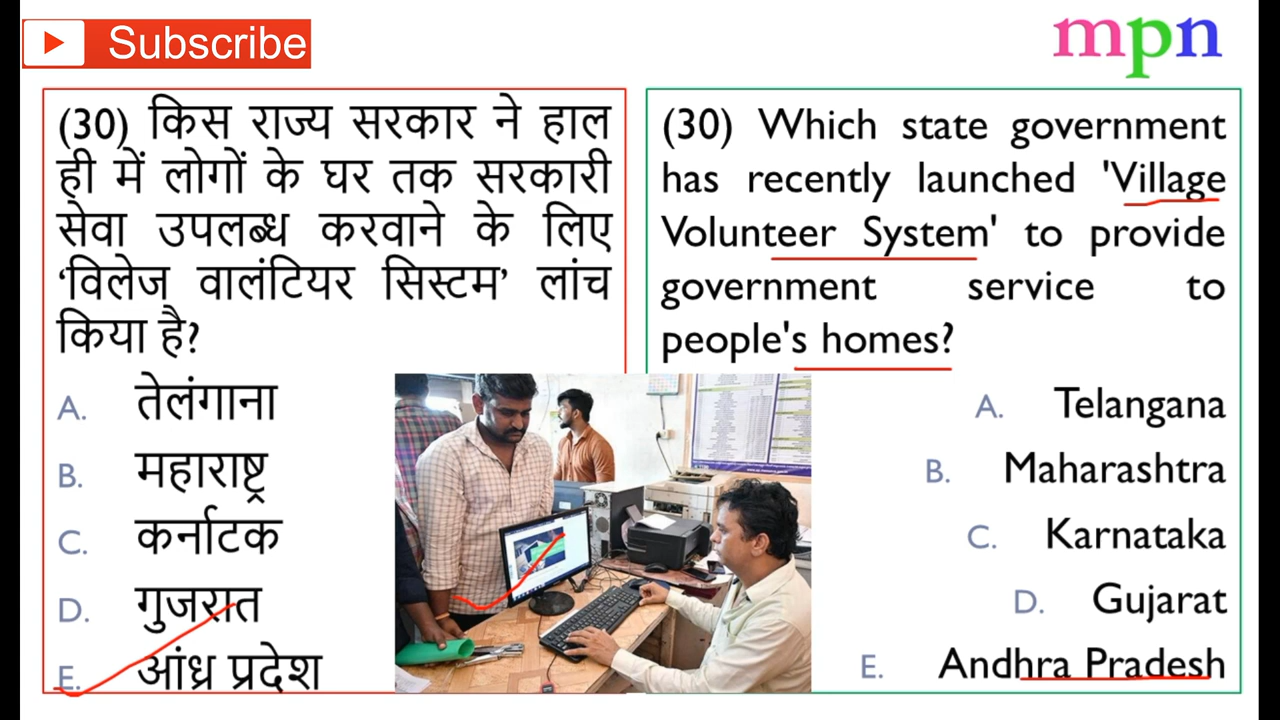 Subscribe
mpn
(30) किस राज्य सरकार ने हाल
ही में लोगों के घर तक सरकारी
सेवा उपलब्ध करवाने के लिए
‘विलेज वालंटियर सिस्टम’ लांच
किया है?
A. तेलंगाना
B. महाराष्ट्र
C. कर्नाटक
D. गुजरात
E. आंध्र प्रदेश
(30) Which state government
has recently launched 'Village
Volunteer System' to provide
government service to
people's homes?
A. Telangana
B. Maharashtra
C. Karnataka
D. Gujarat
E. Andhra Pradesh